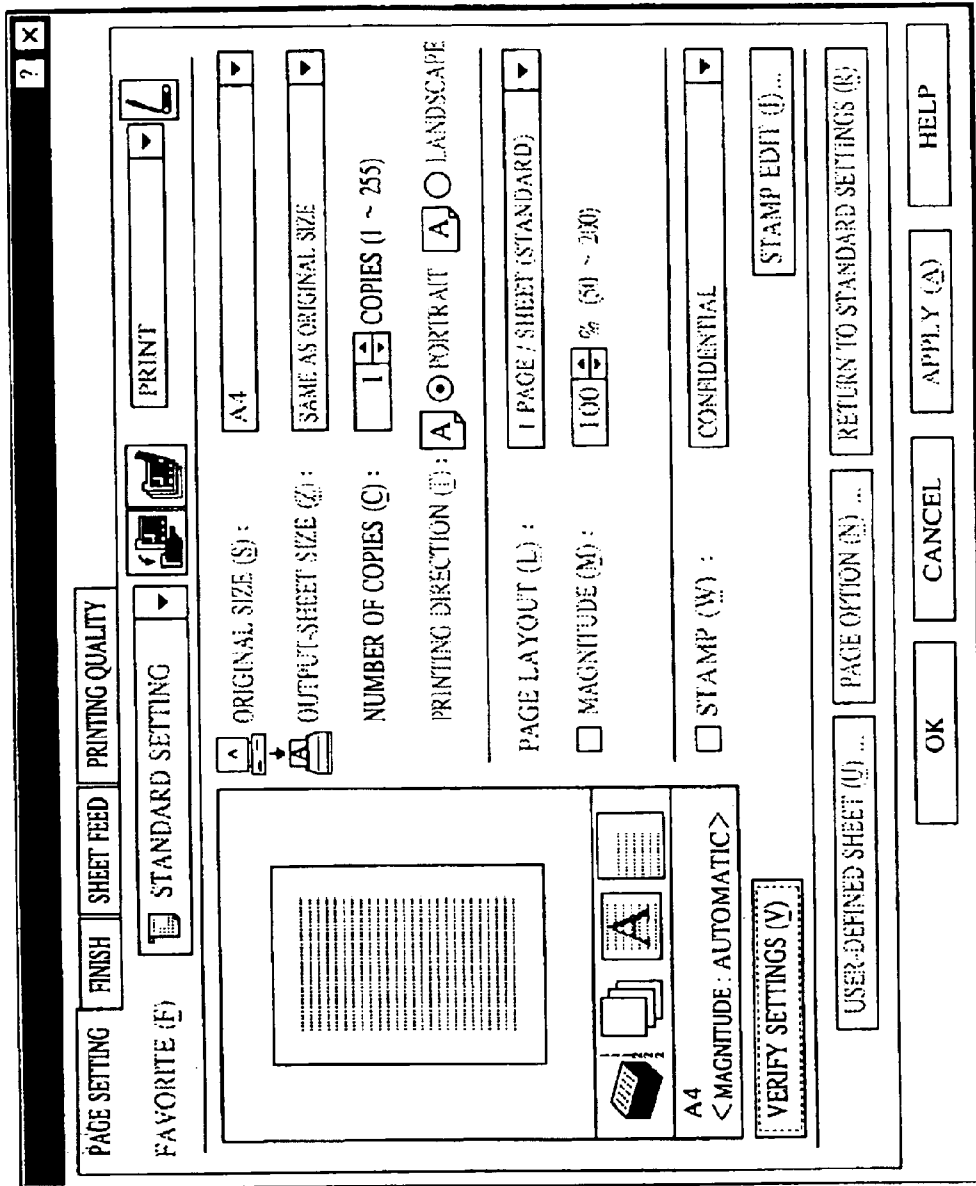 ? X
PAGE SETTING FINISH SHEET FEED PRINTING QUALITY
FAVORITE (F) STANDARD SETTING PRINT
ORIGINAL SIZE (S) : A4
OUTPUT-SHEET SIZE (Z) : SAME AS ORIGINAL SIZE
NUMBER OF COPIES (C) : 1 COPIES (1 ~ 255)
PRINTING DIRECTION (T) : A PORTRAIT A LANDSCAPE
PAGE LAYOUT (L) : 1 PAGE / SHEET (STANDARD)
MAGNITUDE (M) : 100 % (50 ~ 200)
A
A4
<MAGNITUDE : AUTOMATIC>
STAMP (W) : CONFIDENTIAL
VERIFY SETTINGS (V)
STAMP EDIT (I)...
USER-DEFINED SHEET (U) ... PAGE OPTION (N) ... RETURN TO STANDARD SETTINGS (R)
OK CANCEL APPLY (A) HELP